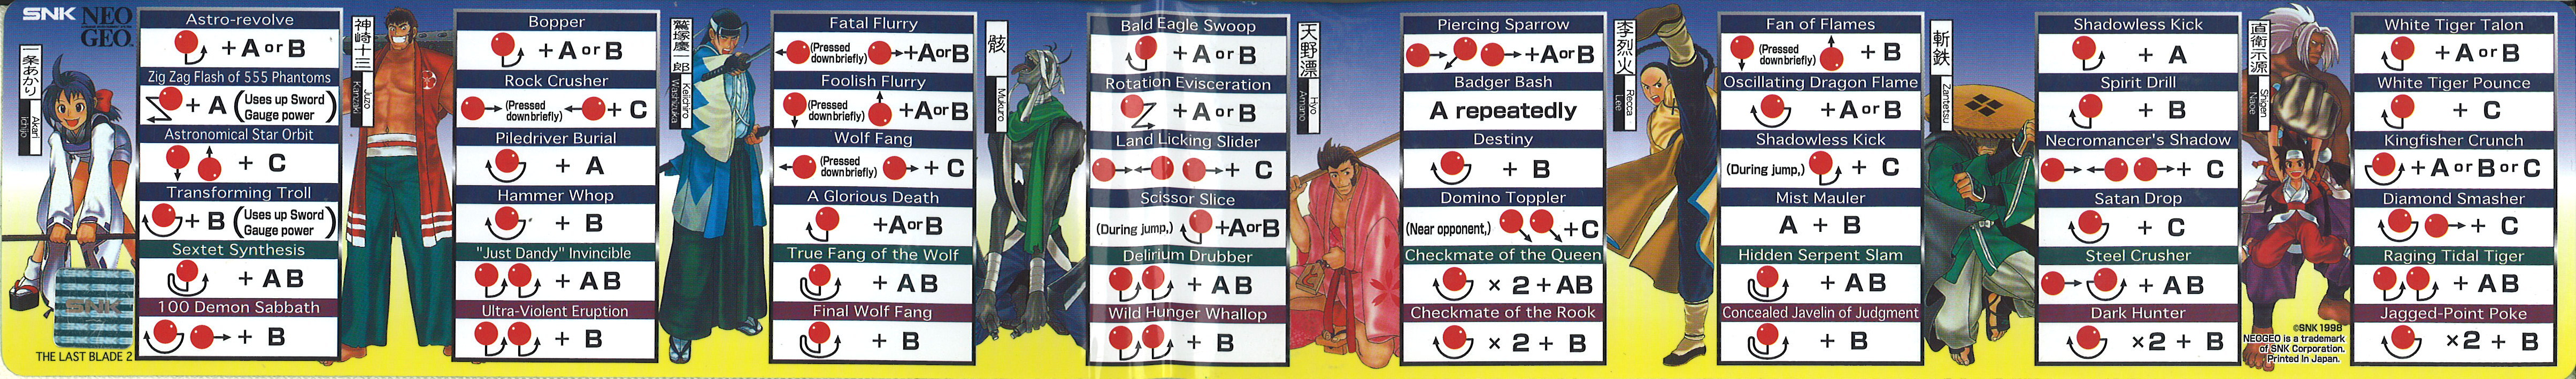 SNK NEO
GEO
一条あかり
Akari
Ichijo
SNK
THE LAST BLADE 2
Astro-revolve
+ A or B
Zig Zag Flash of 555 Phantoms
+ A (Uses up Sword
Gauge power)
Astronomical Star Orbit
+ C
Transforming Troll
+ B (Uses up Sword
Gauge power)
Sextet Synthesis
+ A B
100 Demon Sabbath
+ B
神崎十三
Juzo
Kanzaki
Bopper
+ A or B
Rock Crusher
(Pressed
down briefly) + C
Piledriver Burial
+ A
Hammer Whop
+ B
"Just Dandy" Invincible
+ A B
Ultra-Violent Eruption
+ B
鷲塚慶一郎
Keiichiro
Washizuka
Fatal Flurry
(Pressed
down briefly) +A or B
Foolish Flurry
(Pressed
down briefly) +A or B
Wolf Fang
(Pressed
down briefly) + C
A Glorious Death
+A or B
True Fang of the Wolf
+ A B
Final Wolf Fang
+ B
骸
Mukuro
Bald Eagle Swoop
+ A or B
Rotation Evisceration
+ A or B
Land Licking Slider
+ C
Scissor Slice
(During jump,) +A or B
Delirium Drubber
+ A B
Wild Hunger Whallop
+ B
天野漂
Hyo
Amano
Piercing Sparrow
+A or B
Badger Bash
A repeatedly
Destiny
+ B
Domino Toppler
(Near opponent,) +C
Checkmate of the Queen
× 2 + AB
Checkmate of the Rook
× 2 + B
李烈火
Recca
Lee
Fan of Flames
(Pressed
down briefly) + B
Oscillating Dragon Flame
+ A or B
Shadowless Kick
(During jump,) + C
Mist Mauler
A + B
Hidden Serpent Slam
+ A B
Concealed Javelin of Judgment
+ B
斬鉄
Zantetsu
Shadowless Kick
+ A
Spirit Drill
+ B
Necromancer's Shadow
+ C
Satan Drop
+ C
Steel Crusher
+ A B
Dark Hunter
×2 + B
直衛示源
Shigen
Naoe
©SNK 1998
NEOGEO is a trademark
of SNK Corporation.
Printed in Japan.
White Tiger Talon
+ A or B
White Tiger Pounce
+ C
Kingfisher Crunch
+ A or B or C
Diamond Smasher
+ C
Raging Tidal Tiger
+ A B
Jagged-Point Poke
×2 + B